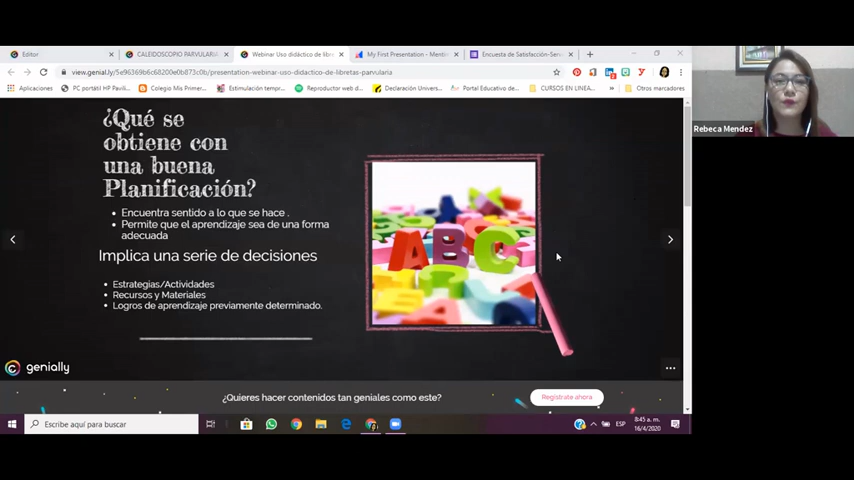 Editor
CALEIDOSCOPIO PARVULARIA
Webinar Uso didáctico de libre
My First Presentation - Menti
Encuesta de Satisfacción-Serv
view.genial.ly/5e96369b6c68200e0b873c0b/presentation-webinar-uso-didactico-de-libretas-parvularia
Aplicaciones
PC portátil HP Pavili...
Colegio Mis Primer...
Estimulación tempr...
Reproductor web d...
Declaración Univers...
Portal Educativo de...
CURSOS EN LINEA...
Otros marcadores
Rebeca Mendez
¿Qué se
obtiene con
una buena
Planificación?
Encuentra sentido a lo que se hace .
Permite que el aprendizaje sea de una forma
adecuada
Implica una serie de decisiones
Estrategias/Actividades
Recursos y Materiales
Logros de aprendizaje previamente determinado.
ABC
genially
¿Quieres hacer contenidos tan geniales como este?
Regístrate ahora
Escribe aquí para buscar
ESP
8:45 a. m.
16/4/2020